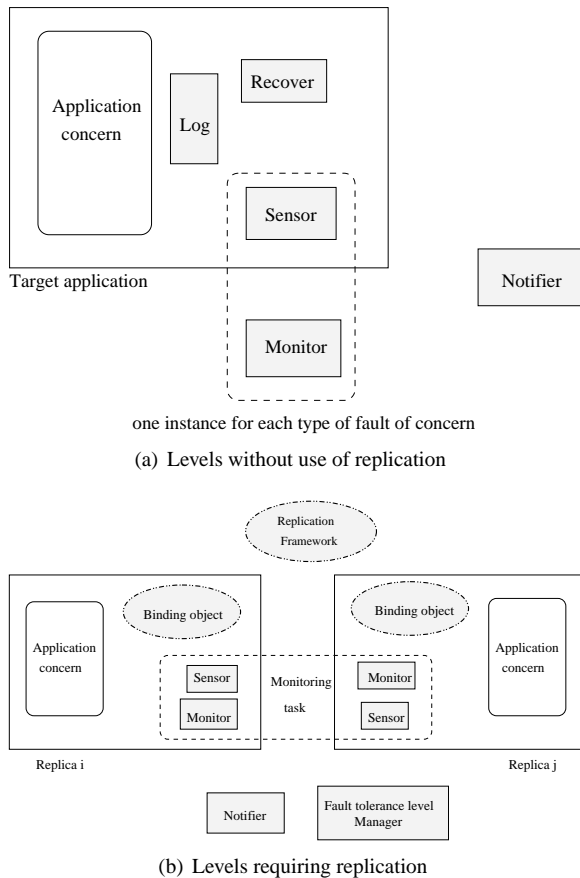 Application
concern
Log
Recover
Sensor
Target application
Notifier
Monitor
one instance for each type of fault of concern
(a) Levels without use of replication
Replication
Framework
Binding object
Binding object
Application
concern
Sensor
Monitor
Monitoring
task
Monitor
Sensor
Application
concern
Replica i
Replica j
Notifier
Fault tolerance level
Manager
(b) Levels requiring replication